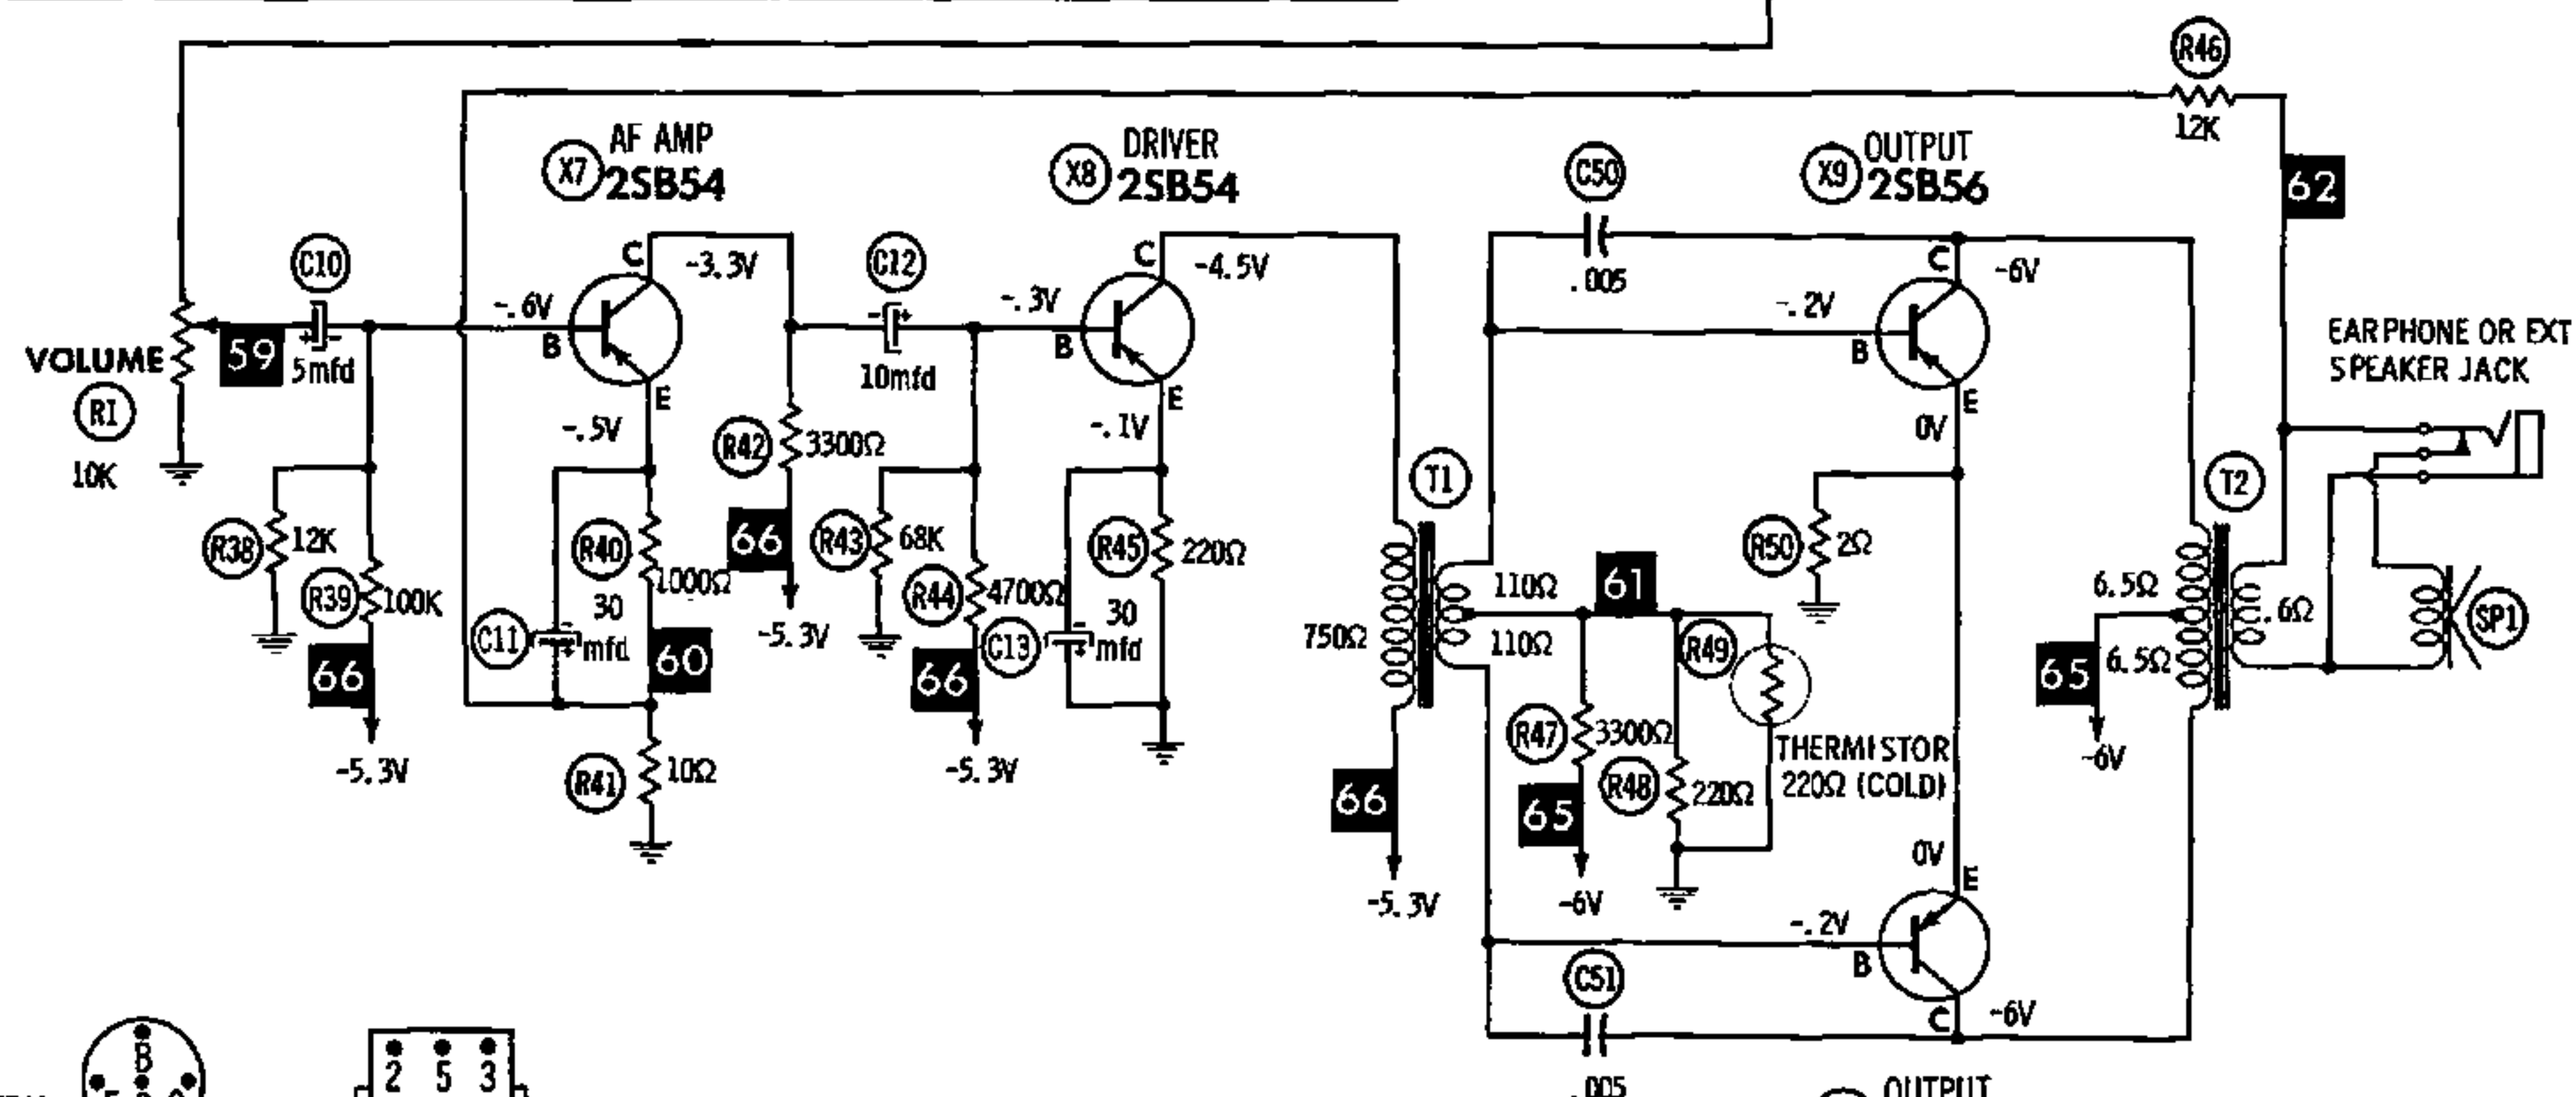 R46
12K
62
AF AMP
X7 2SB54
DRIVER
X8 2SB54
C50
.005
OUTPUT
X9 2SB56
C10
5mfd
59
VOLUME
R1
10K
-.6V
B
C
-3.3V
E
-.5V
C12
10mfd
-.3V
B
C
-4.5V
E
-.1V
-.2V
B
C
-6V
E
0V
EARPHONE OR EXT
SPEAKER JACK
R38
12K
R39
100K
66
-5.3V
R40
1000Ω
C11
30
mfd
60
R41
10Ω
R42
3300Ω
66
-5.3V
R43
68K
R44
4700Ω
66
-5.3V
C13
30
mfd
R45
220Ω
T1
750Ω
110Ω
110Ω
66
-5.3V
61
R47
3300Ω
65
-6V
R48
220Ω
R49
THERMISTOR
220Ω (COLD)
R50
2Ω
T2
6.5Ω
6.5Ω
65
-6V
.6Ω
SP1
0V
E
-.2V
B
C
-6V
C51
.005
OUTPUT
B
2 5 3